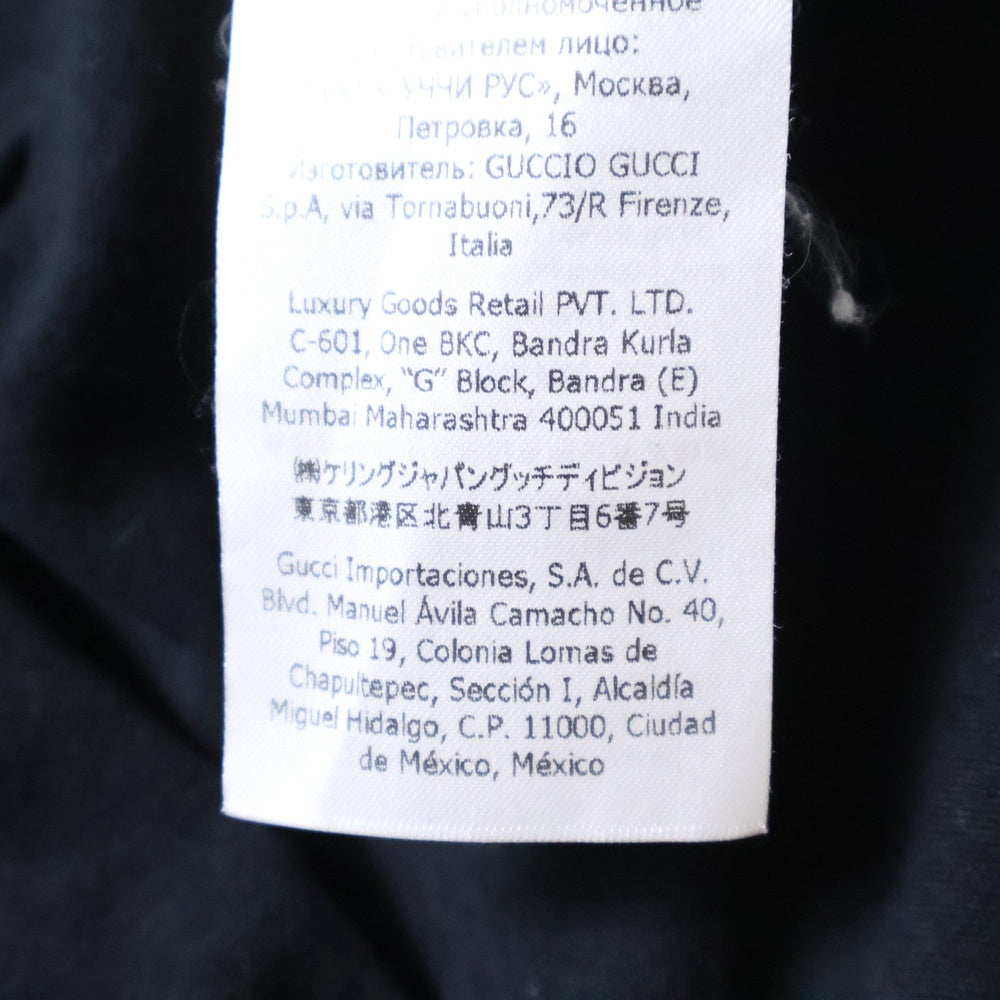 уполномоченное
лицо:
УЧЧИ РУС», Москва,
Петровка, 16
Изготовитель: GUCCIO GUCCI
S.p.A, via Tornabuoni,73/R Firenze,
Italia
Luxury Goods Retail PVT. LTD.
C-601, One BKC, Bandra Kurla
Complex, "G" Block, Bandra (E)
Mumbai Maharashtra 400051 India
㈱ケリングジャパングッチディビジョン
東京都港区北青山3丁目6番7号
Gucci Importaciones, S.A. de C.V.
Blvd. Manuel Ávila Camacho No. 40,
Piso 19, Colonia Lomas de
Chapultepec, Sección I, Alcaldía
Miguel Hidalgo, C.P. 11000, Ciudad
de México, México